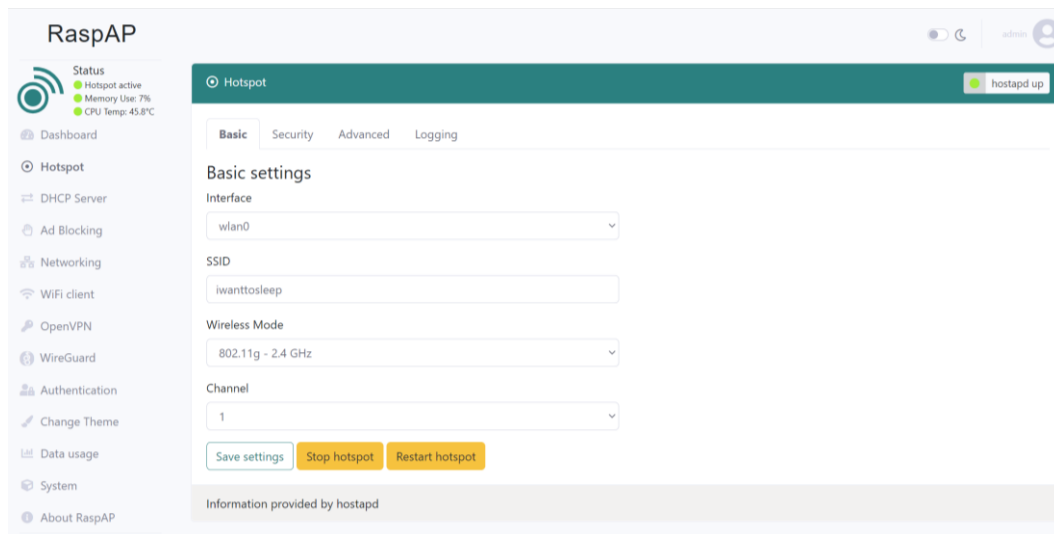 RaspAP
admin
Status
Hotspot active
Memory Use: 7%
CPU Temp: 45.8°C
Dashboard
Hotspot
DHCP Server
Ad Blocking
Networking
WiFi client
OpenVPN
WireGuard
Authentication
Change Theme
Data usage
System
About RaspAP
Hotspot
hostapd up
Basic Security Advanced Logging
Basic settings
Interface
wlan0
SSID
iwanttosleep
Wireless Mode
802.11g - 2.4 GHz
Channel
1
Save settings Stop hotspot Restart hotspot
Information provided by hostapd